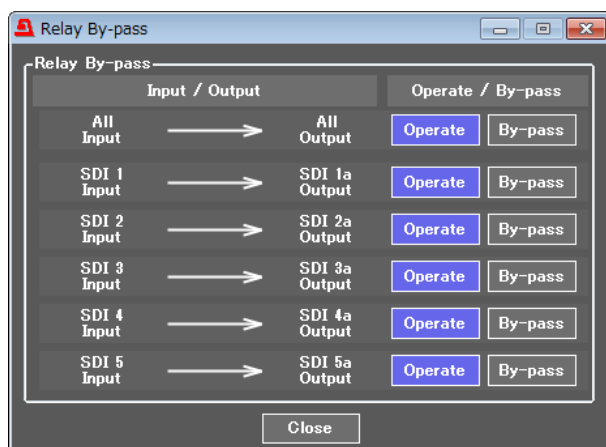 Relay By-pass
Relay By-pass
Input / Output Operate / By-pass
All Input All Output Operate By-pass
SDI 1 Input SDI 1a Output Operate By-pass
SDI 2 Input SDI 2a Output Operate By-pass
SDI 3 Input SDI 3a Output Operate By-pass
SDI 4 Input SDI 4a Output Operate By-pass
SDI 5 Input SDI 5a Output Operate By-pass
Close